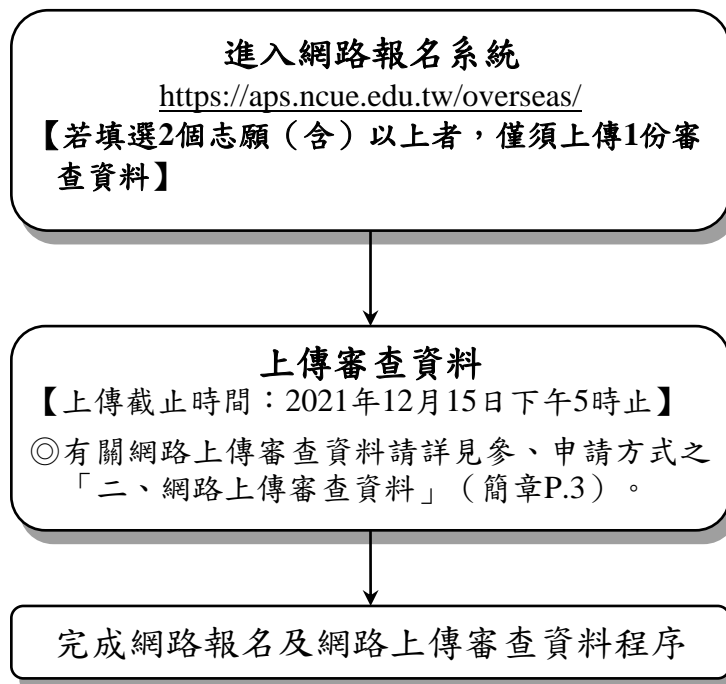 進入網路報名系統
https://aps.ncue.edu.tw/overseas/
【若填選2個志願（含）以上者，僅須上傳1份審
查資料】
上傳審查資料
【上傳截止時間：2021年12月15日下午5時止】
◎有關網路上傳審查資料請詳見參、申請方式之
「二、網路上傳審查資料」（簡章P.3）。
完成網路報名及網路上傳審查資料程序